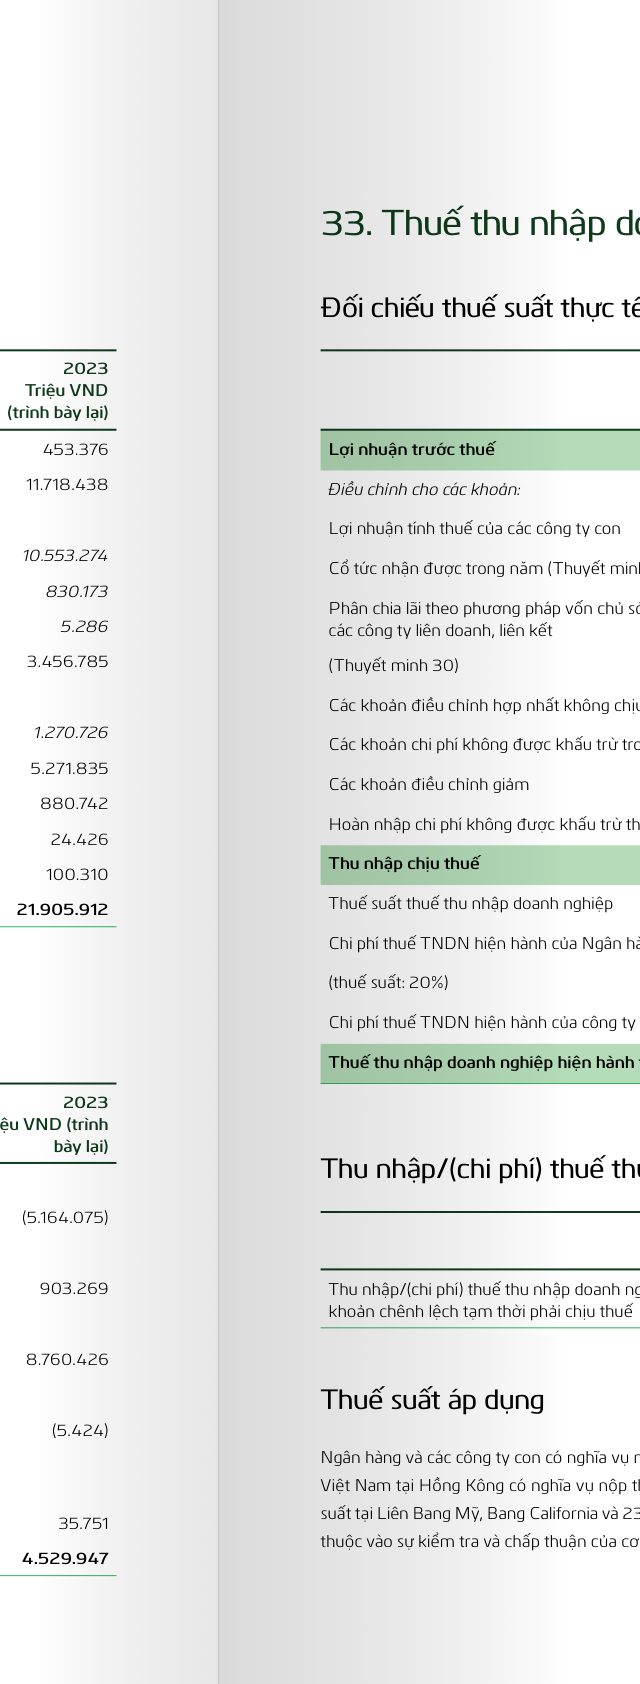 2023
Triệu VND
(trình bày lại)
453.376
11.718.438
10.553.274
830.173
5.286
3.456.785
1.270.726
5.271.835
880.742
24.426
100.310
21.905.912
2023
VND (trình
bày lại)
(5.164.075)
903.269
8.760.426
(5.424)
35.751
4.529.947
33. Thuế thu nhập
Đối chiếu thuế suất thực tế
Lợi nhuận trước thuế
Điều chỉnh cho các khoản:
Lợi nhuận tính thuế của các công ty con
Cổ tức nhận được trong năm (Thuyết minh
Phân chia lãi theo phương pháp vốn chủ
các công ty liên doanh, liên kết
(Thuyết minh 30)
Các khoản điều chỉnh hợp nhất không chịu
Các khoản chi phí không được khấu trừ
Các khoản điều chỉnh giảm
Hoàn nhập chi phí không được khấu trừ
Thu nhập chịu thuế
Thuế suất thuế thu nhập doanh nghiệp
Chi phí thuế TNDN hiện hành của Ngân
(thuế suất: 20%)
Chi phí thuế TNDN hiện hành của công ty
Thuế thu nhập doanh nghiệp hiện hành
Thu nhập/(chi phí) thuế
Thu nhập/(chi phí) thuế thu nhập doanh
khoản chênh lệch tạm thời phải chịu thuế
Thuế suất áp dụng
Ngân hàng và các công ty con có nghĩa vụ
Việt Nam tại Hồng Kông có nghĩa vụ nộp
suất tại Liên Bang Mỹ, Bang California và
thuộc vào sự kiểm tra và chấp thuận của